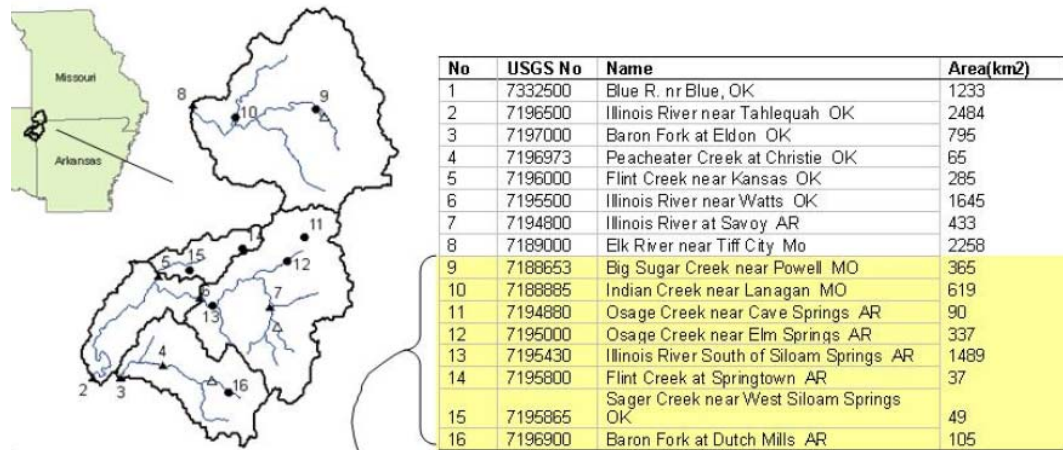 Missouri
Arkansas
8
9
10
11
14
15
5
12
6
7
13
4
16
2
3
No USGS No Name Area(km2)
1 7332500 Blue R. nr Blue, OK 1233
2 7196500 Illinois River near Tahlequah OK 2484
3 7197000 Baron Fork at Eldon OK 795
4 7196973 Peacheater Creek at Christie OK 65
5 7196000 Flint Creek near Kansas OK 285
6 7195500 Illinois River near Watts OK 1645
7 7194800 Illinois River at Savoy AR 433
8 7189000 Elk River near Tiff City Mo 2258
9 7188653 Big Sugar Creek near Powell MO 365
10 7188885 Indian Creek near Lanagan MO 619
11 7194880 Osage Creek near Cave Springs AR 90
12 7195000 Osage Creek near Elm Springs AR 337
13 7195430 Illinois River South of Siloam Springs AR 1489
14 7195800 Flint Creek at Springtown AR 37
Sager Creek near West Siloam Springs
15 7195865 OK 49
16 7196900 Baron Fork at Dutch Mills AR 105